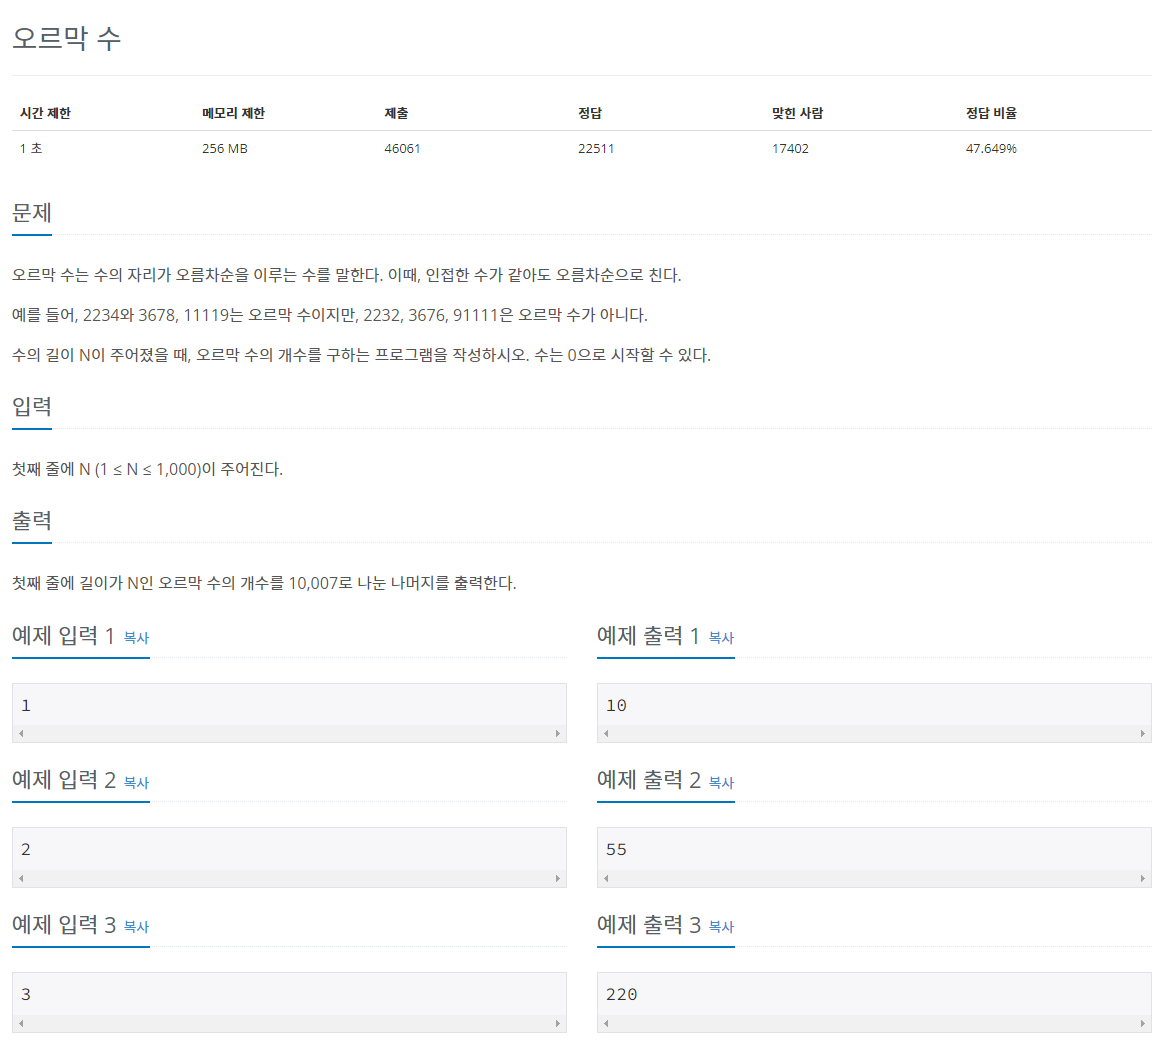 오르막 수
시간 제한 메모리 제한 제출 정답 맞힌 사람 정답 비율
1 초 256 MB 46061 22511 17402 47.649%
문제
오르막 수는 수의 자리가 오름차순을 이루는 수를 말한다. 이때, 인접한 수가 같아도 오름차순으로 친다.
예를 들어, 2234와 3678, 11119는 오르막 수이지만, 2232, 3676, 91111은 오르막 수가 아니다.
수의 길이 N이 주어졌을 때, 오르막 수의 개수를 구하는 프로그램을 작성하시오. 수는 0으로 시작할 수 있다.
입력
첫째 줄에 N (1 ≤ N ≤ 1,000)이 주어진다.
출력
첫째 줄에 길이가 N인 오르막 수의 개수를 10,007로 나눈 나머지를 출력한다.
예제 입력 1 복사 예제 출력 1 복사
1 10
예제 입력 2 복사 예제 출력 2 복사
2 55
예제 입력 3 복사 예제 출력 3 복사
3 220